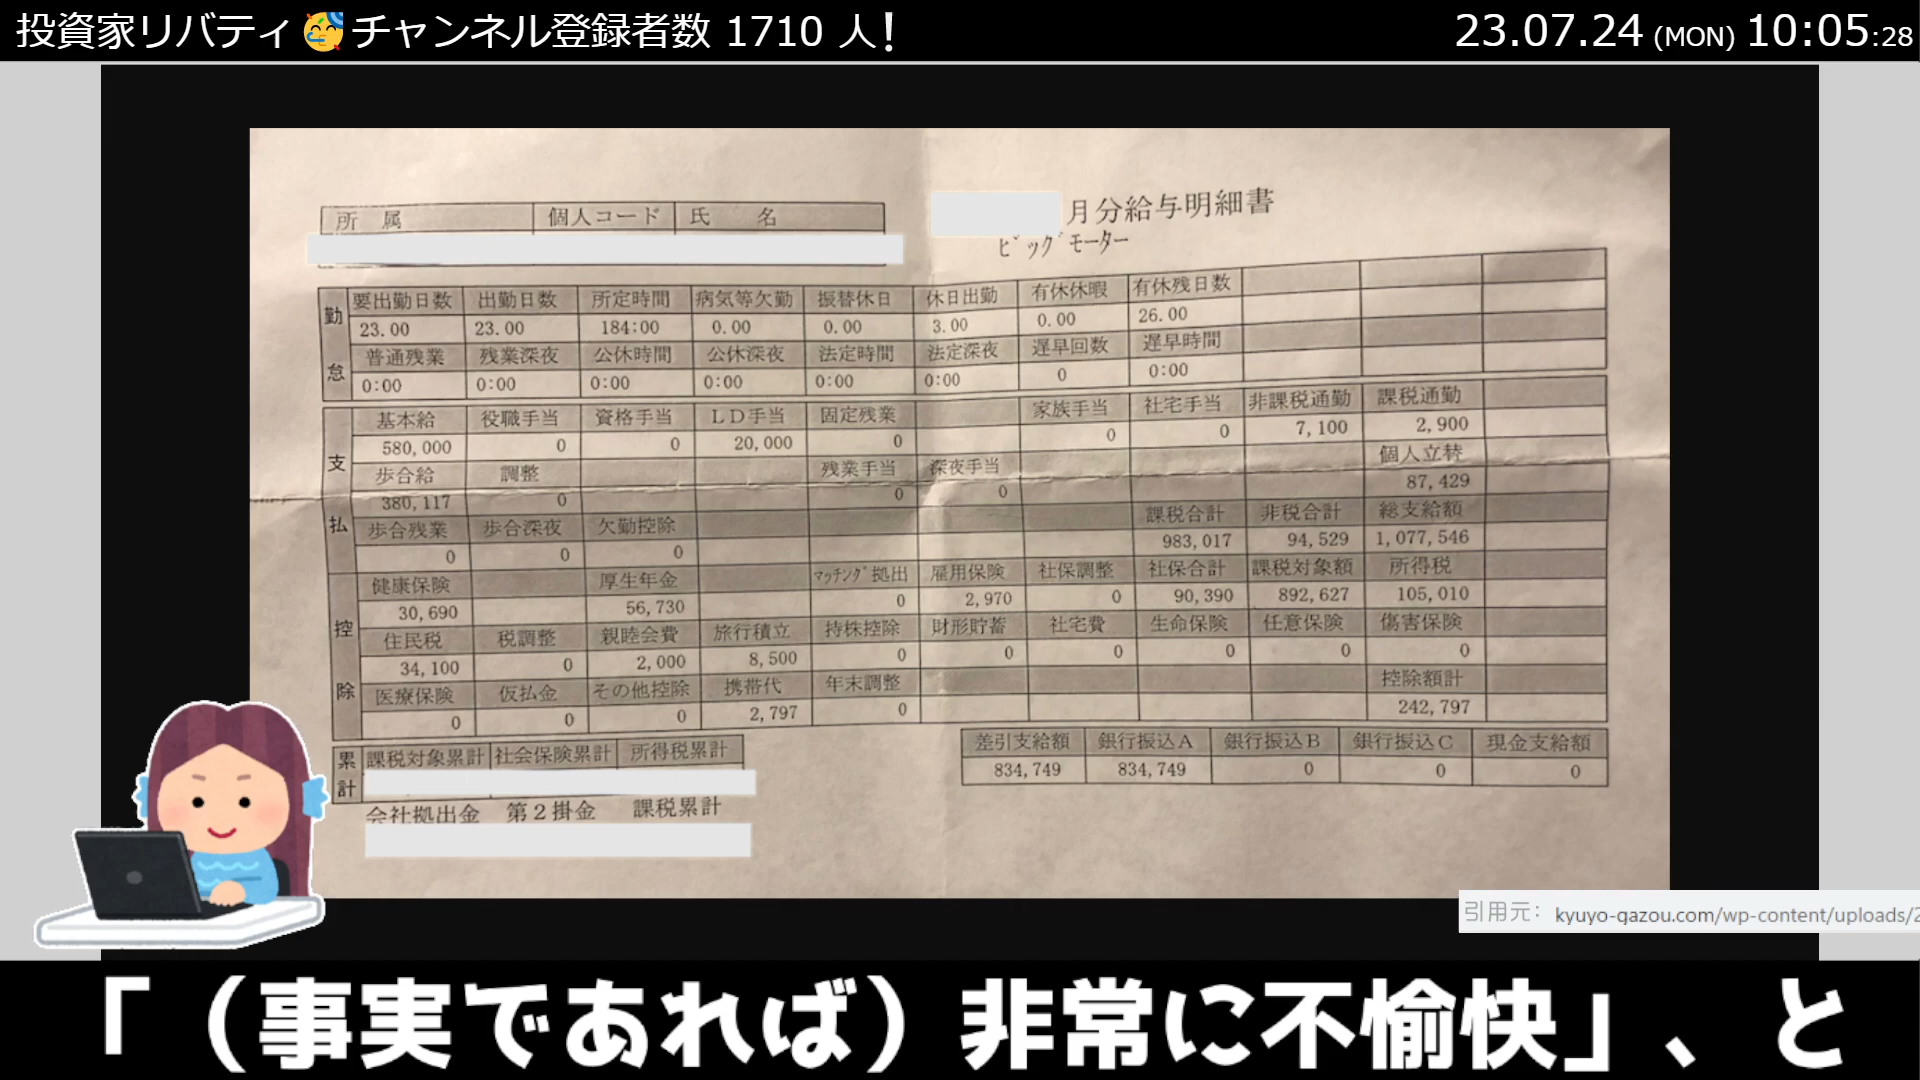 投資家リバティ🥳チャンネル登録者数 1710 人！
23.07.24 (MON) 10:05:28
所 属 個人コード 氏 名
月分給与明細書
ビッグモーター
勤怠
要出勤日数 出勤日数 所定時間 病気等欠勤 振替休日 休日出勤 有休休暇 有休残日数
23.00 23.00 184:00 0.00 0.00 3.00 0.00 26.00
普通残業 残業深夜 公休時間 公休深夜 法定時間 法定深夜 遅早回数 遅早時間
0:00 0:00 0:00 0:00 0:00 0:00 0 0:00
支払
基本給 役職手当 資格手当 LD手当 固定残業 家族手当 社宅手当 非課税通勤 課税通勤
580,000 0 0 20,000 0 0 0 7,100 2,900
歩合給 調整 残業手当 深夜手当 個人立替
380,117 0 0 0 87,429
歩合残業 歩合深夜 欠勤控除 課税合計 非税合計 総支給額
0 0 0 983,017 94,529 1,077,546
控除
健康保険 厚生年金 マッチング拠出 雇用保険 社保調整 社保合計 課税対象額 所得税
30,690 56,730 0 2,970 0 90,390 892,627 105,010
住民税 税調整 親睦会費 旅行積立 持株控除 財形貯蓄 社宅費 生命保険 任意保険 傷害保険
34,100 0 2,000 8,500 0 0 0 0 0 0
医療保険 仮払金 その他控除 携帯代 年末調整 控除額計
0 0 0 2,797 0 242,797
累計
課税対象累計 社会保険累計 所得税累計
会社拠出金 第2掛金 課税累計
差引支給額 銀行振込A 銀行振込B 銀行振込C 現金支給額
834,749 834,749 0 0 0
引用元： kyuyo-gazou.com/wp-content/uploads/2
「（事実であれば）非常に不愉快」、と